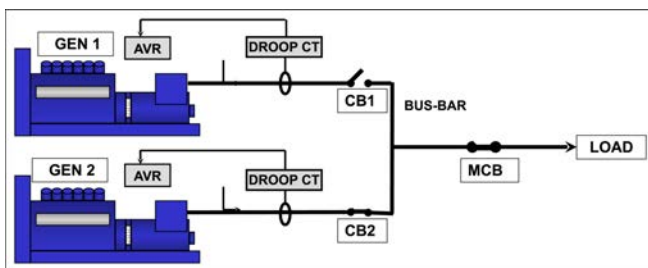 GEN 1
AVR
DROOP CT
CB1
BUS-BAR
GEN 2
AVR
DROOP CT
CB2
MCB
LOAD